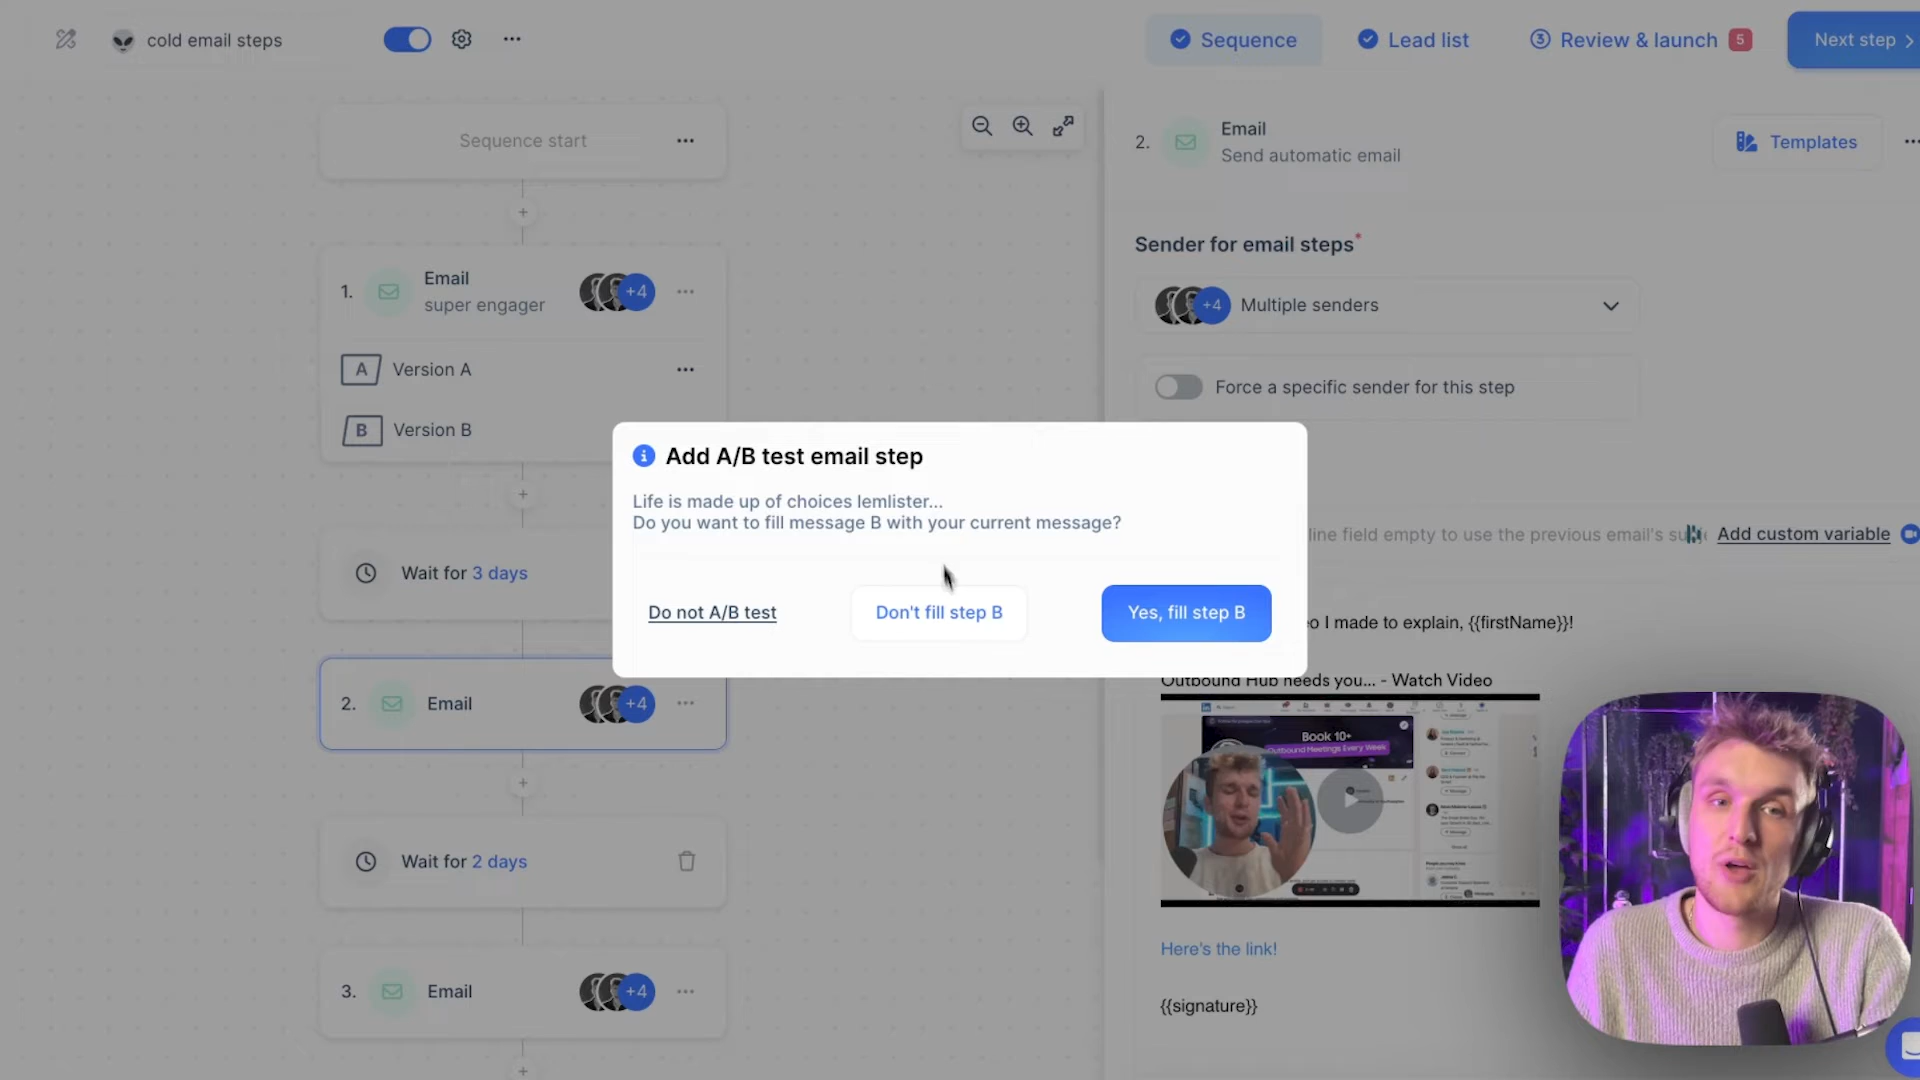 cold email steps
Sequence
Lead list
3 Review & launch 5
Next step
Sequence start
1.
Email
super engager
+4
A Version A
B Version B
Wait for 3 days
2.
Email
+4
Wait for 2 days
3.
Email
+4
2.
Email
Send automatic email
Templates
Sender for email steps*
+4 Multiple senders
Force a specific sender for this step
Add A/B test email step
Life is made up of choices lemlister...
Do you want to fill message B with your current message?
Do not A/B test
Don't fill step B
Yes, fill step B
line field empty to use the previous email's
Add custom variable
o I made to explain, {{firstName}}!
Outbound Hub needs you... - Watch Video
Book 10+
Outbound Meetings Every Week
Here's the link!
{{signature}}